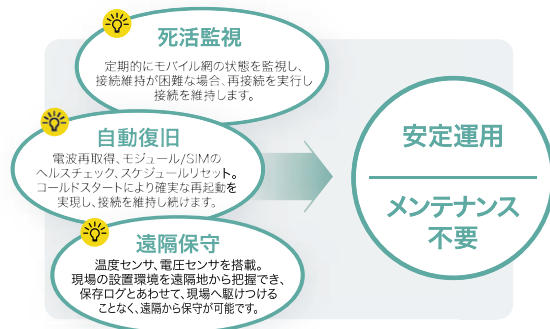 死活監視
定期的にモバイル網の状態を監視し、
接続維持が困難な場合、再接続を実行し
接続を維持します。
自動復旧
電波再取得、モジュール/SIMの
ヘルスチェック、スケジュールリセット。
コールドスタートにより確実な再起動を
実現し、接続を維持し続けます。
遠隔保守
温度センサ、電圧センサを搭載。
現場の設置環境を遠隔地から把握でき、
保存ログとあわせて、現場へ駆けつける
ことなく、遠隔から保守が可能です。
安定運用
メンテナンス
不要